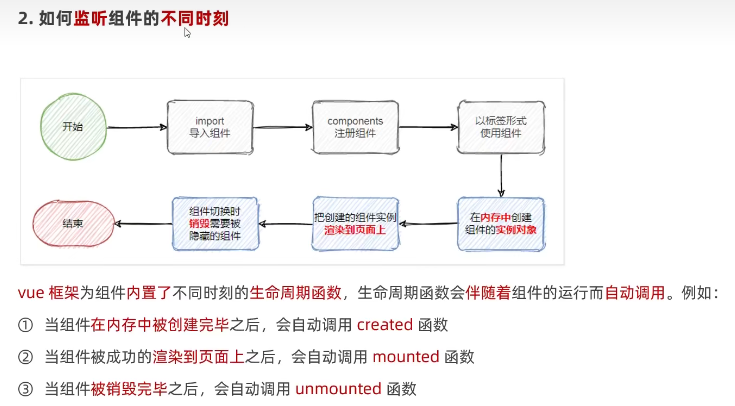 2. 如何监听组件的不同时刻
开始
import
导入组件
components
注册组件
以标签形式
使用组件
在内存中创建
组件的实例对象
把创建的组件实例
渲染到页面上
组件切换时
销毁需要被
隐藏的组件
结束
vue 框架为组件内置了不同时刻的生命周期函数，生命周期函数会伴随着组件的运行而自动调用。例如：
① 当组件在内存中被创建完毕之后，会自动调用 created 函数
② 当组件被成功的渲染到页面上之后，会自动调用 mounted 函数
③ 当组件被销毁完毕之后，会自动调用 unmounted 函数